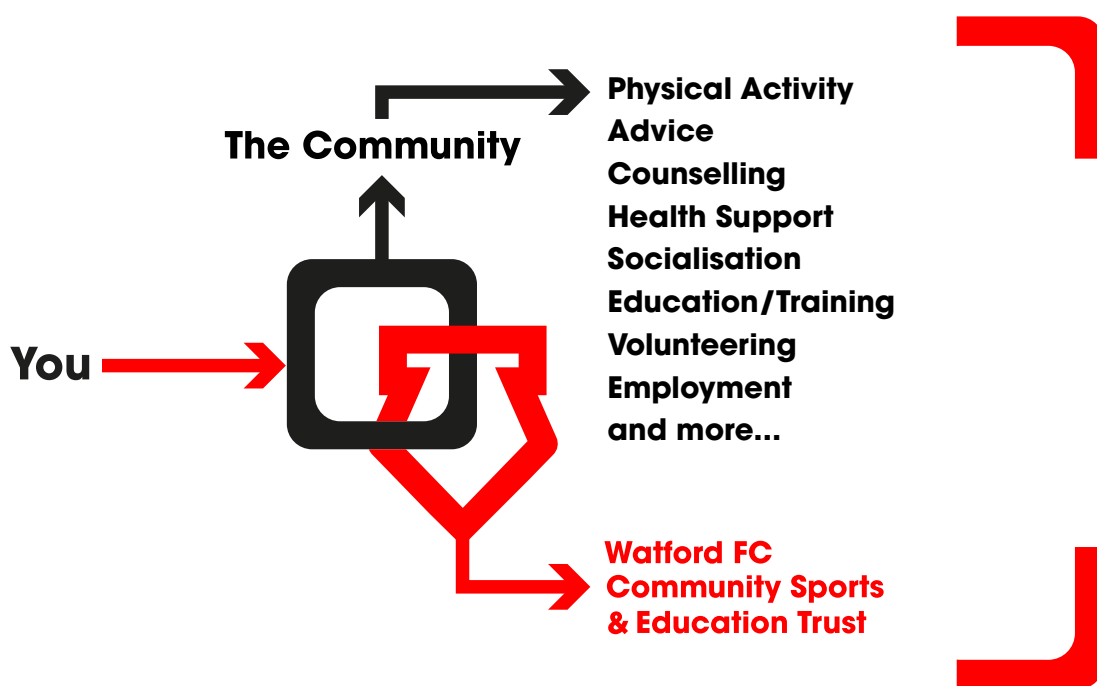 The Community
You
Physical Activity
Advice
Counselling
Health Support
Socialisation
Education/Training
Volunteering
Employment
and more...
Watford FC
Community Sports
& Education Trust